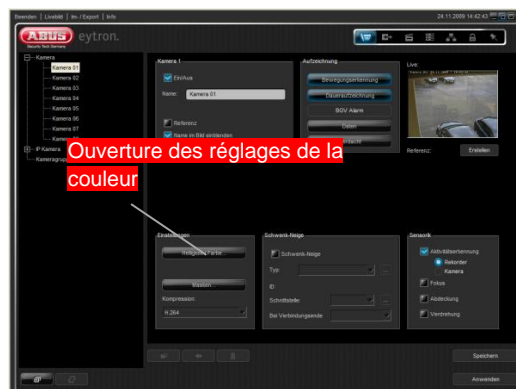 Beenden | Livebild | Im-/ Export | Info
24.11.2009 14:42:43
ABUS eytron.
Security Tech Germany
Kamera
Kamera 01
Kamera 02
Kamera 03
Kamera 04
Kamera 05
Kamera 06
Kamera 07
IP Kamera
Kameragrup
Kamera 1
Ein/Aus
Name: Kamera 01
Referenz
Name im Bild einblenden
Aufzeichnung
Bewegungserkennung
Daueraufzeichnung
BGV Alarm
Daten
Live:
Referenz:
Erstellen
Ouverture des réglages de la
couleur
Einstellungen
Helligkeit/Farbe...
Masken...
Kompression:
H.264
Schwenk-Neige
Schwenk-Neige
Typ:
ID:
Schnittstelle:
Bei Verbindungsende
Sensorik
Aktivitätserkennung
Rekorder
Kamera
Fokus
Abdeckung
Verdrehung
Speichern
Anwenden